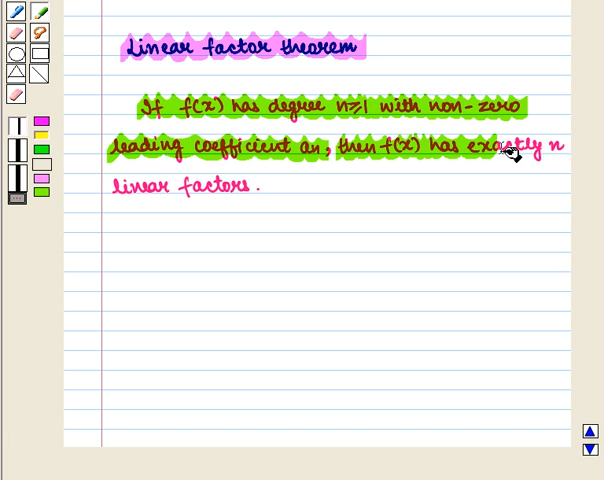 Linear factor theorem
If f(x) has degree n≥1 with non-zero
leading coefficient an, then f(x) has exactly n
linear factors.